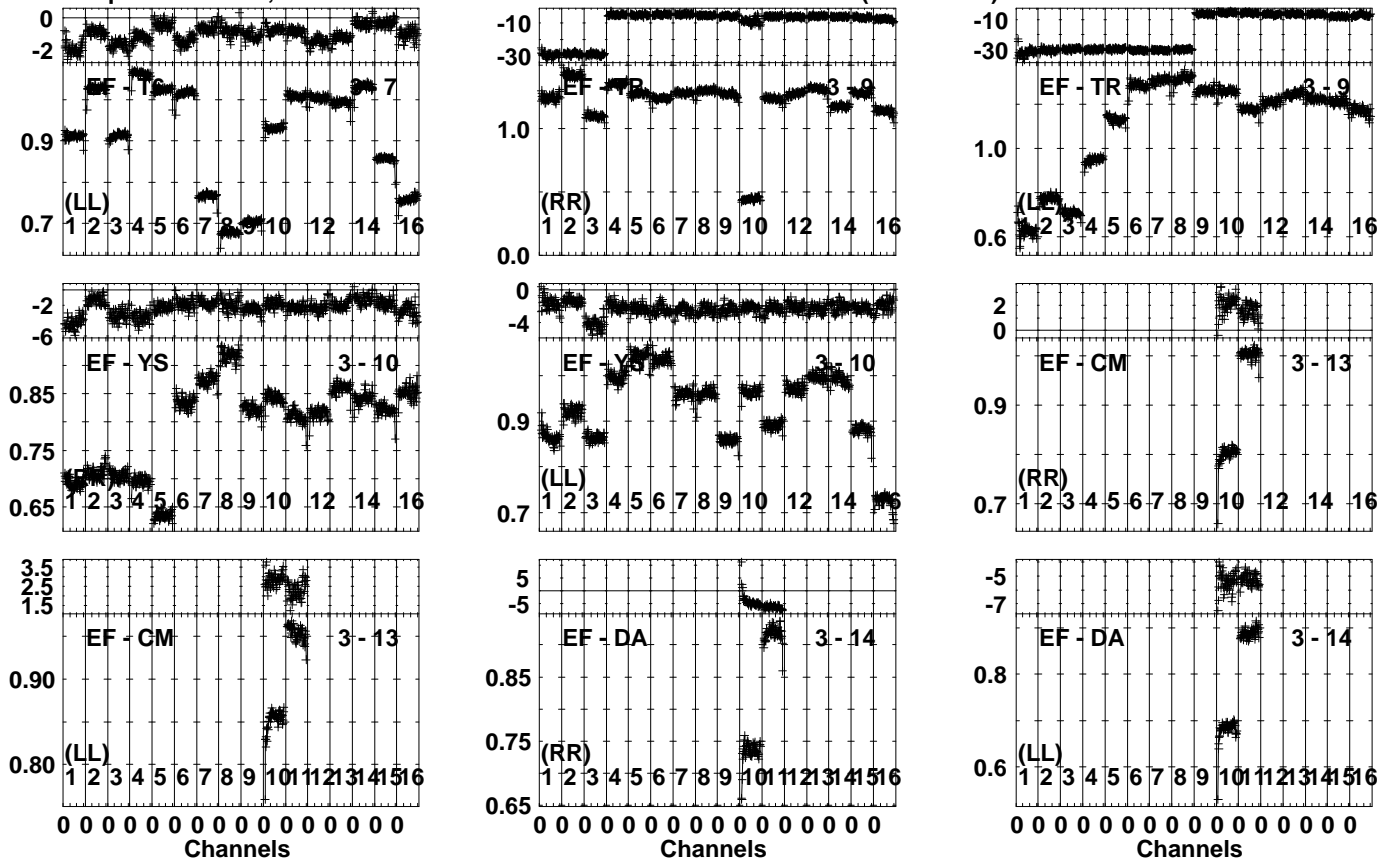 0
-2
EF - T6 3 - 7
0.9
0.7
(LL)
1 2 3 4 5 6 7 8 9 10 12 14 16
-10
-30
EF - TR 3 - 9
1.0
0.0
(RR)
1 2 3 4 5 6 7 8 9 10 12 14 16
-10
-30
EF - TR 3 - 9
1.0
0.6
(LL)
1 2 3 4 5 6 7 8 9 10 12 14 16
-2
-6
EF - YS 3 - 10
0.85
0.75
0.65
1 2 3 4 5 6 7 8 9 10 12 14 16
0
-4
EF - YS 3 - 10
0.9
0.7
(LL)
1 2 3 4 5 6 7 8 9 10 12 14 16
2
0
EF - CM 3 - 13
0.9
0.7
(RR)
1 2 3 4 5 6 7 8 9 10 12 14 16
3.5
2.5
1.5
EF - CM 3 - 13
0.90
0.80
(LL)
1 2 3 4 5 6 7 8 9 10 11 12 13 14 15 16
0 0 0 0 0 0 0 0 0 0 0 0 0 0 0 0
Channels
5
-5
EF - DA 3 - 14
0.85
0.75
0.65
(RR)
1 2 3 4 5 6 7 8 9 10 11 12 13 14 15 16
0 0 0 0 0 0 0 0 0 0 0 0 0 0 0 0
Channels
-5
-7
EF - DA 3 - 14
0.8
0.6
(LL)
1 2 3 4 5 6 7 8 9 10 11 12 13 14 15 16
0 0 0 0 0 0 0 0 0 0 0 0 0 0 0 0
Channels